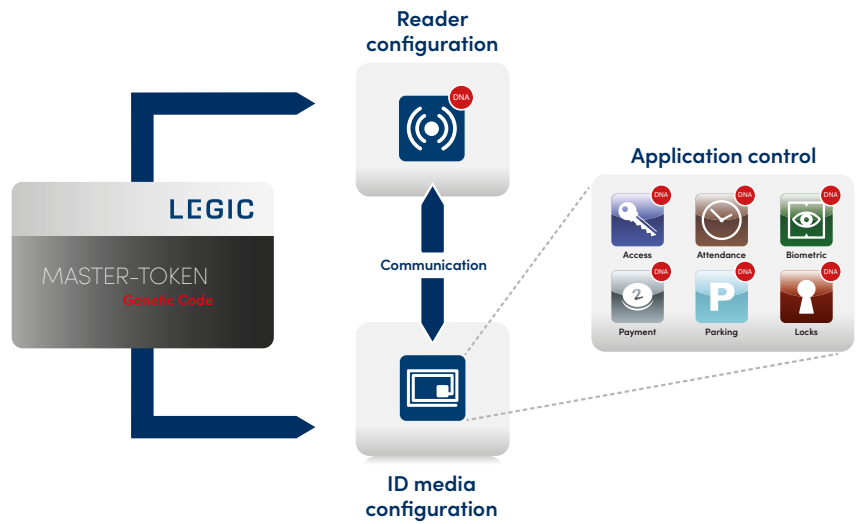 Reader
configuration
DNA
LEGIC
MASTER-TOKEN
Genetic Code
Communication
Application control
DNA DNA DNA
Access Attendance Biometric
DNA DNA DNA
2 P
Payment Parking Locks
ID media
configuration